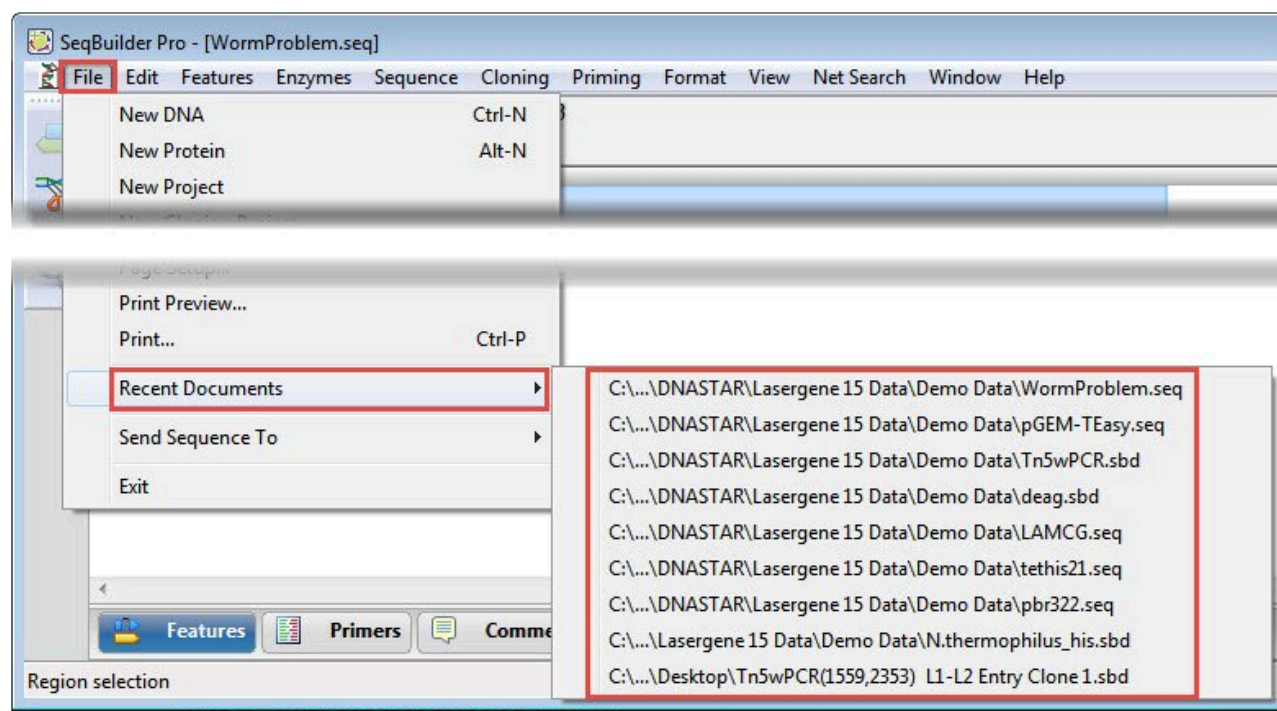 SeqBuilder Pro - [WormProblem.seq]
File Edit Features Enzymes Sequence Cloning Priming Format View Net Search Window Help
New DNA Ctrl-N
New Protein Alt-N
New Project
Page Setup...
Print Preview...
Print... Ctrl-P
Recent Documents
Send Sequence To
Exit
C:\...\DNASTAR\Lasergene 15 Data\Demo Data\WormProblem.seq
C:\...\DNASTAR\Lasergene 15 Data\Demo Data\pGEM-TEasy.seq
C:\...\DNASTAR\Lasergene 15 Data\Demo Data\Tn5wPCR.sbd
C:\...\DNASTAR\Lasergene 15 Data\Demo Data\deag.sbd
C:\...\DNASTAR\Lasergene 15 Data\Demo Data\LAMCG.seq
C:\...\DNASTAR\Lasergene 15 Data\Demo Data\tethis21.seq
C:\...\DNASTAR\Lasergene 15 Data\Demo Data\pbr322.seq
C:\...\Lasergene 15 Data\Demo Data\N.thermophilus_his.sbd
C:\...\Desktop\Tn5wPCR(1559,2353) L1-L2 Entry Clone 1.sbd
Features Primers Comme
Region selection